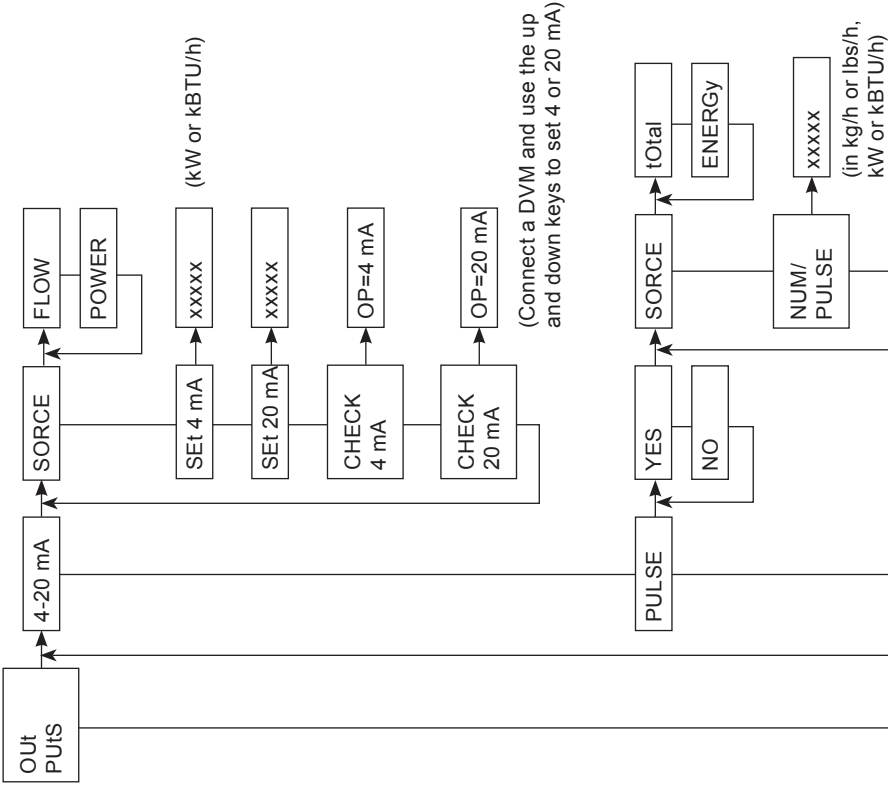 OUt
PUtS
4-20 mA
SORCE
FLOW
POWER
SEt 4 mA
xxxxx
(kW or kBTU/h)
SEt 20 mA
xxxxx
CHECK
4 mA
OP=4 mA
CHECK
20 mA
OP=20 mA
(Connect a DVM and use the up
and down keys to set 4 or 20 mA)
PULSE
YES
NO
SORCE
tOtal
ENERGy
NUM/
PULSE
xxxxx
(in kg/h or lbs/h,
kW or kBTU/h)